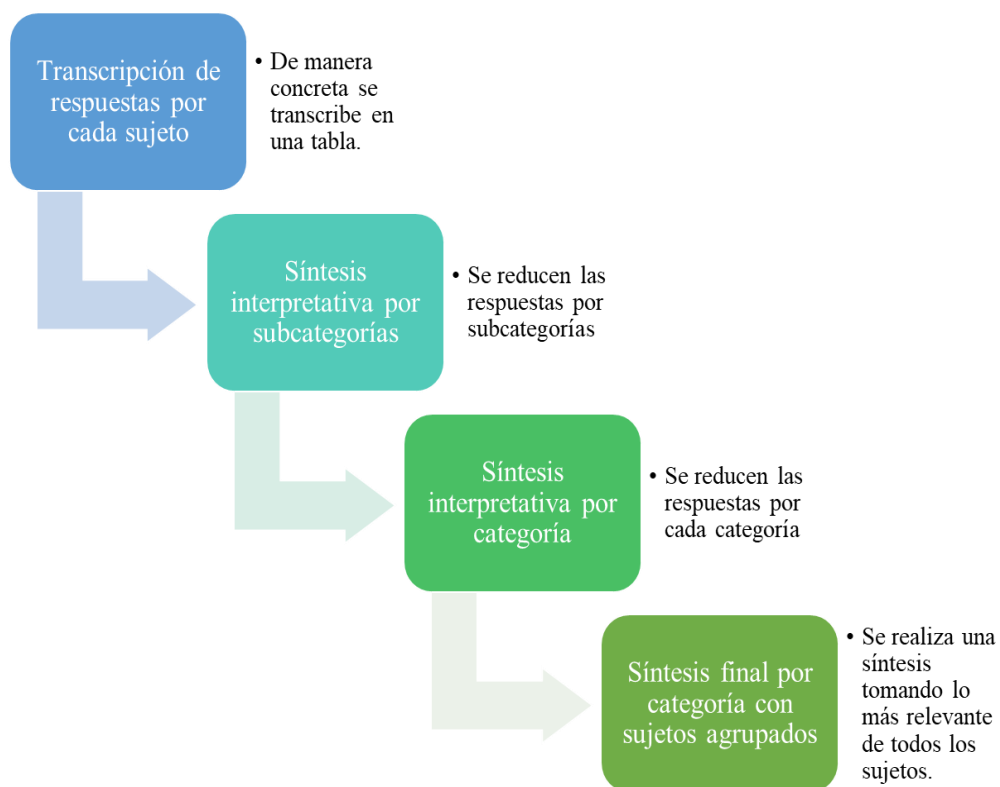 Transcripción de
respuestas por
cada sujeto
• De manera
concreta se
transcribe en
una tabla.
Síntesis
interpretativa por
subcategorías
• Se reducen las
respuestas por
subcategorías
Síntesis
interpretativa por
categoría
• Se reducen las
respuestas por
cada categoría
Síntesis final por
categoría con
sujetos agrupados
• Se realiza una
síntesis
tomando lo
más relevante
de todos los
sujetos.